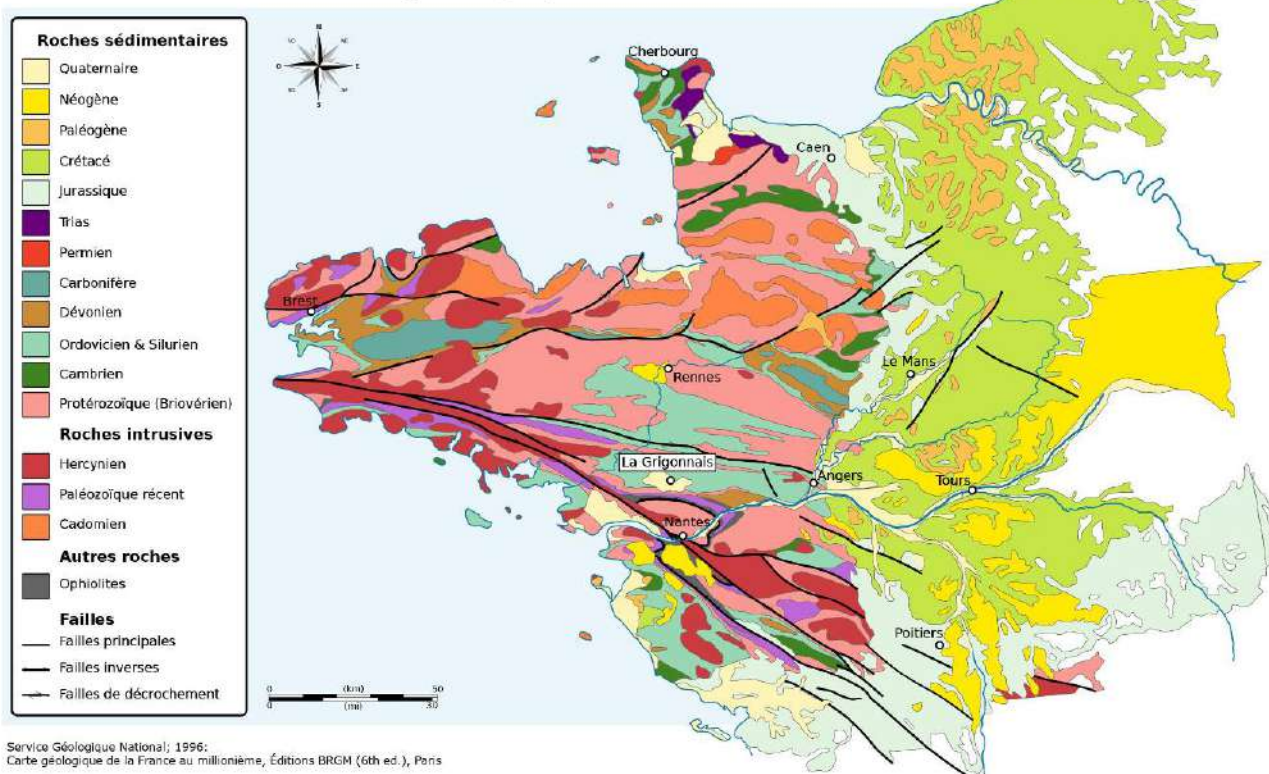 Roches sédimentaires
Quaternaire
Néogène
Paléogène
Crétacé
Jurassique
Trias
Permien
Carbonifère
Dévonien
Ordovicien & Silurien
Cambrien
Protérozoïque (Briovérien)
Roches intrusives
Hercynien
Paléozoïque récent
Cadomien
Autres roches
Ophiolites
Failles
Failles principales
Failles inverses
Failles de décrochement
N
E
S
O
Cherbourg
Caen
Brest
Rennes
Le Mans
La Grigonnais
Angers
Tours
Nantes
Poitiers
0 (km) 50
0 (mi) 30
Service Géologique National; 1996:
Carte géologique de la France au millionième, Éditions BRGM (6th ed.), Paris